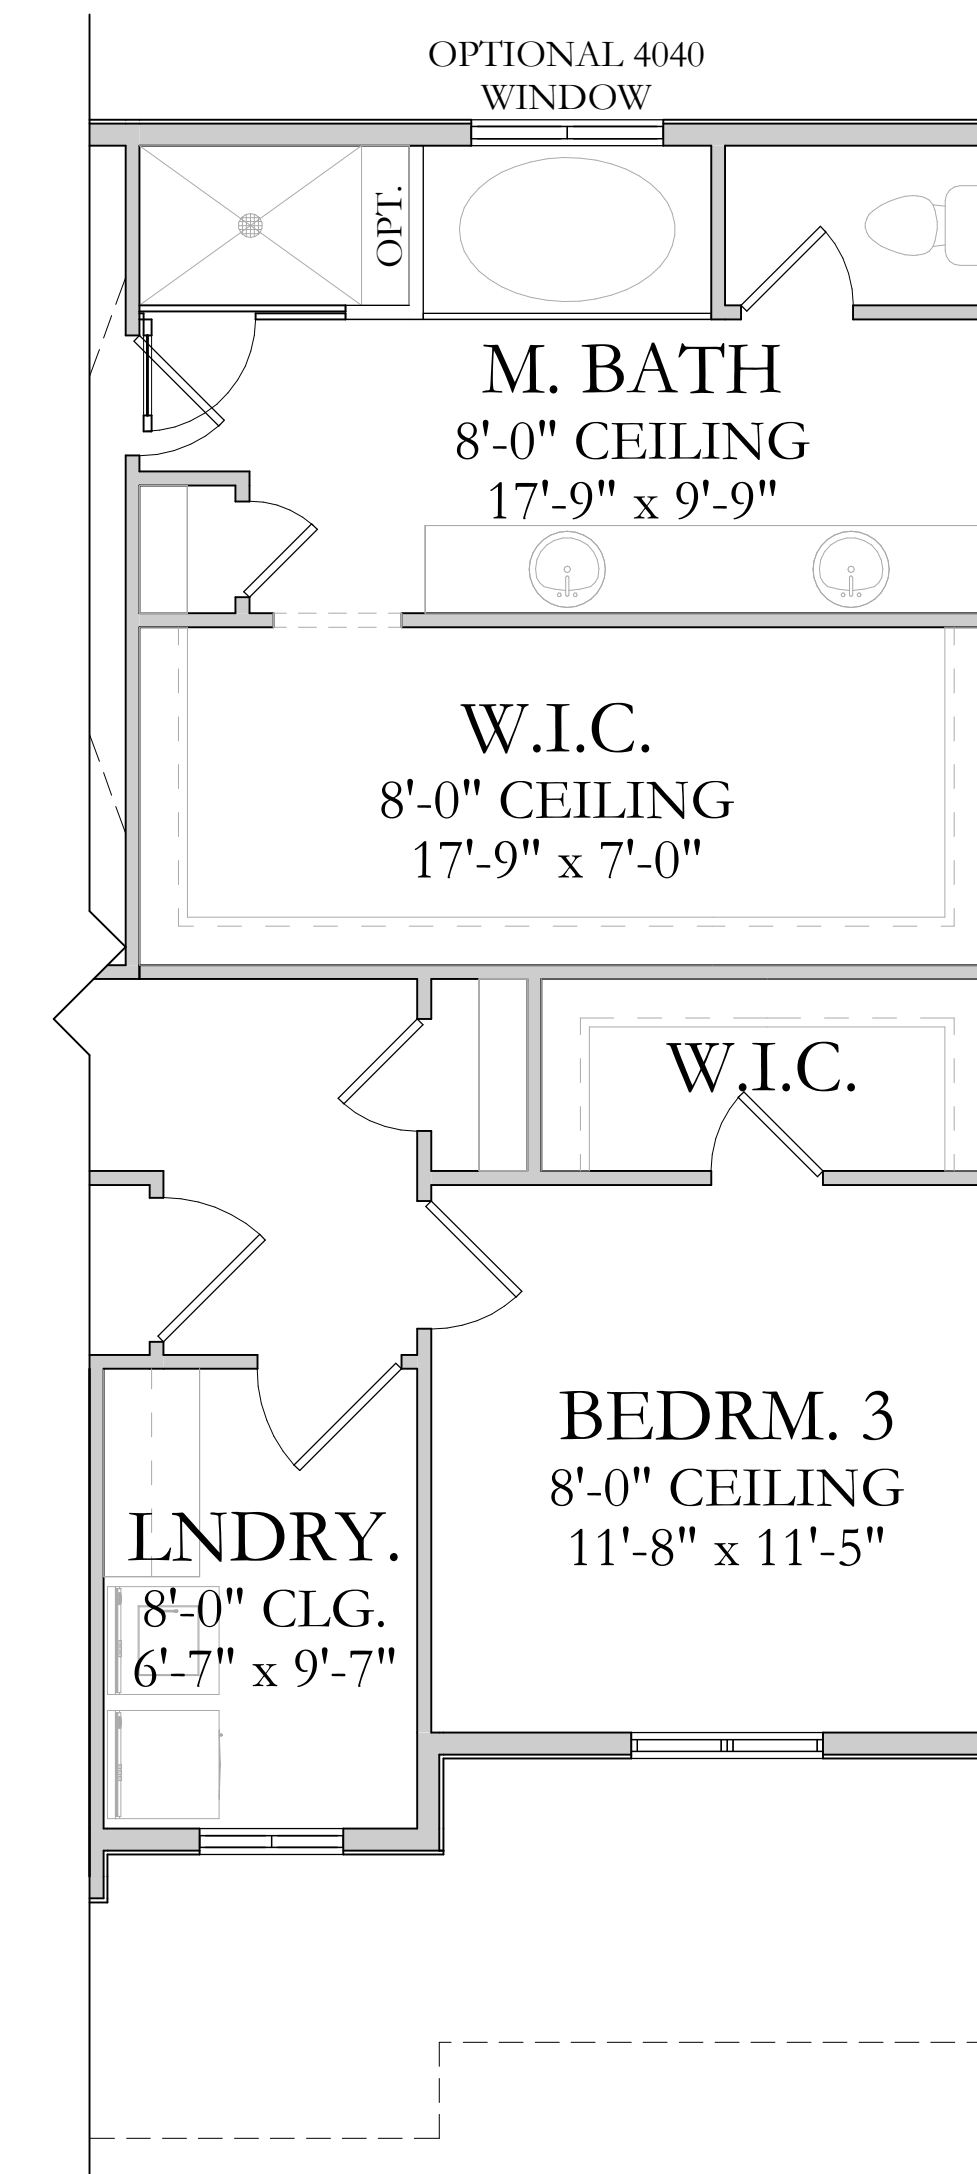 OPTIONAL 4040
WINDOW
OPT.
M. BATH
8'-0" CEILING
17'-9" x 9'-9"
W.I.C.
8'-0" CEILING
17'-9" x 7'-0"
W.I.C.
BEDRM. 3
8'-0" CEILING
11'-8" x 11'-5"
LNDRY.
8'-0" CLG.
6'-7" x 9'-7"